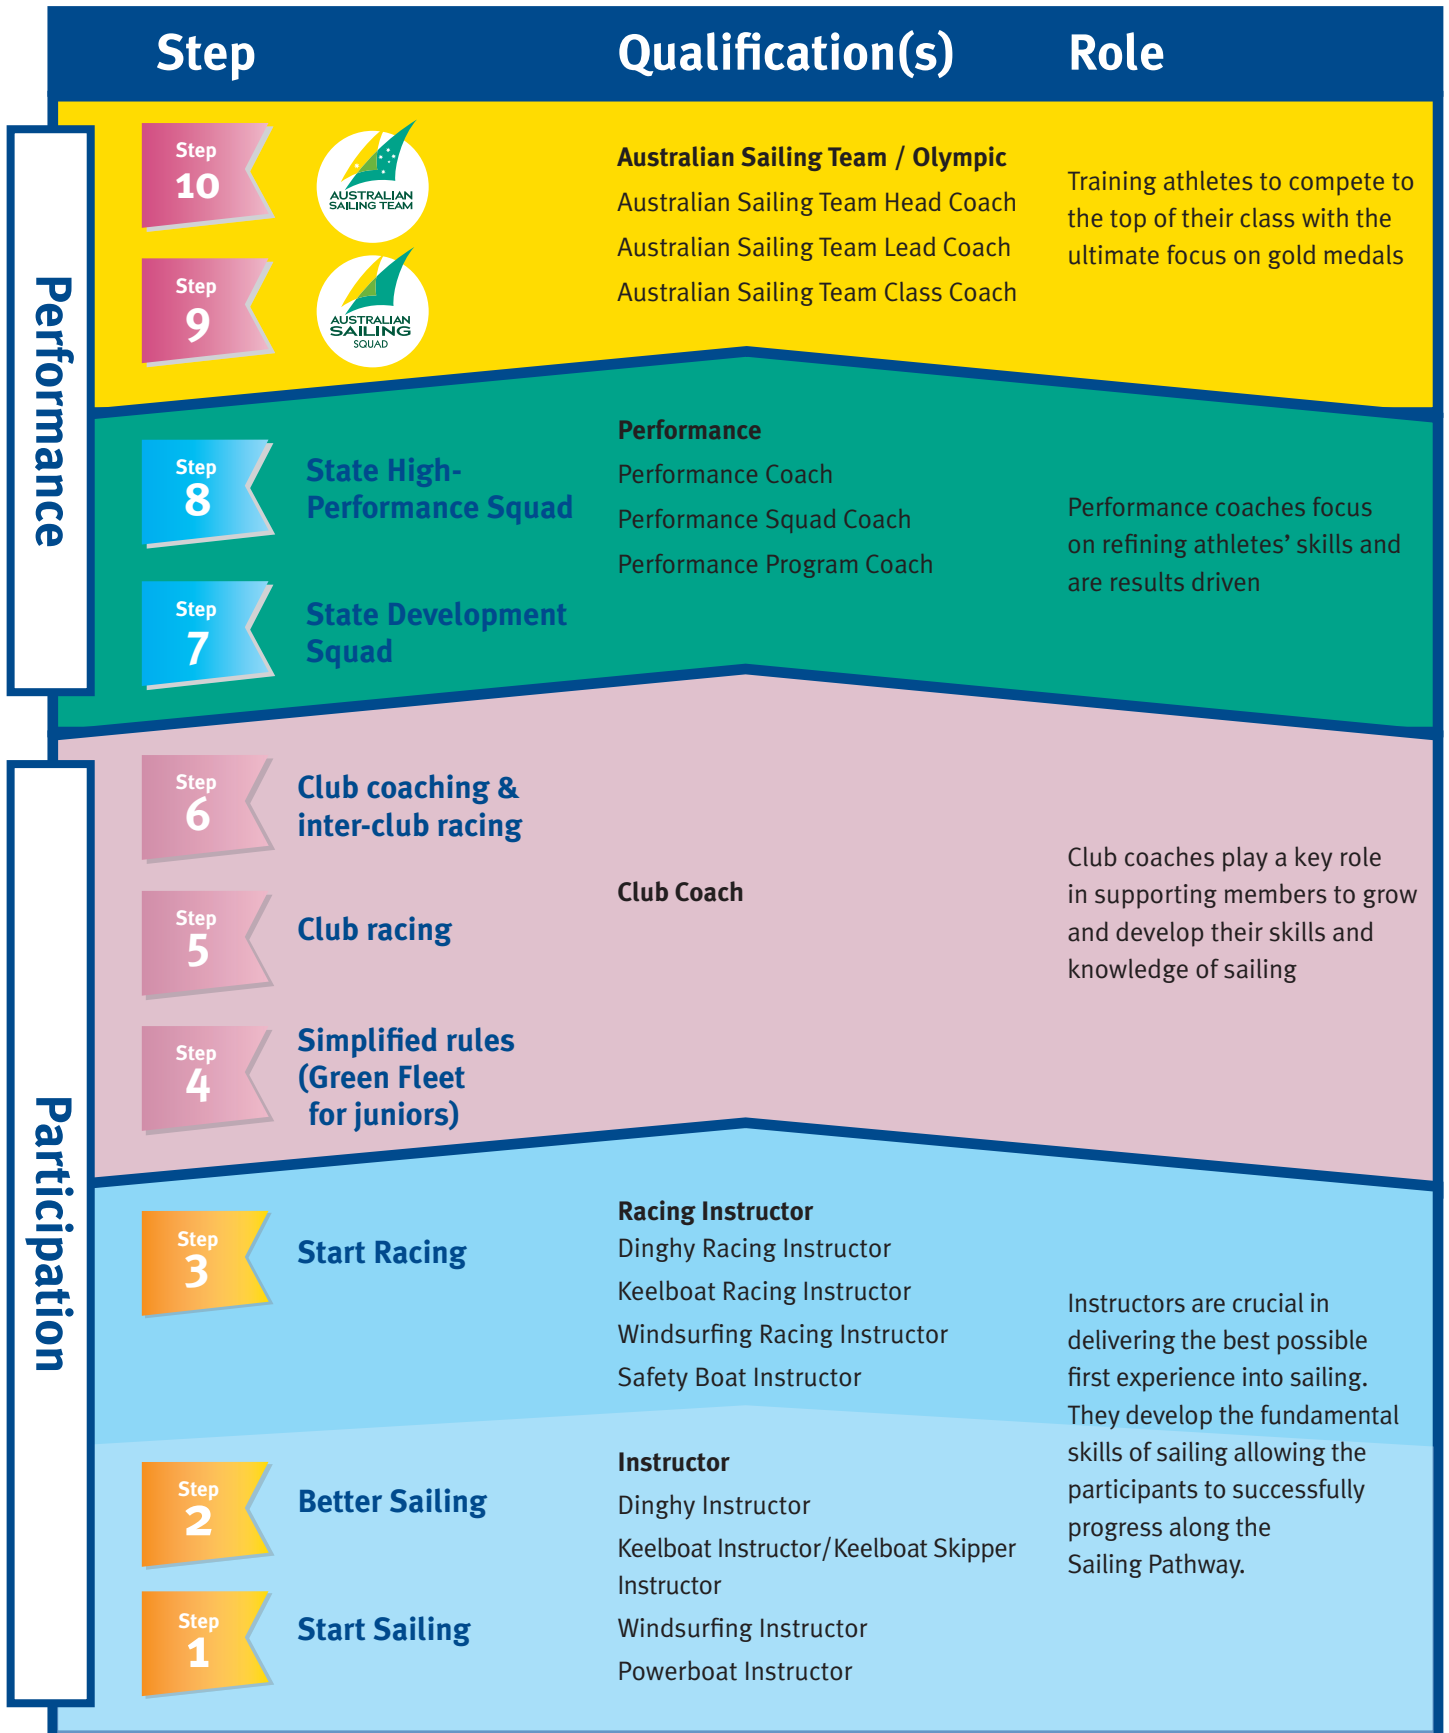 Step
Qualification(s)
Role
Performance
Step
10
AUSTRALIAN
SAILING TEAM
Step
9
AUSTRALIAN
SAILING
SQUAD
Australian Sailing Team / Olympic
Australian Sailing Team Head Coach
Australian Sailing Team Lead Coach
Australian Sailing Team Class Coach
Training athletes to compete to
the top of their class with the
ultimate focus on gold medals
Step
8
State High-
Performance Squad
Step
7
State Development
Squad
Performance
Performance Coach
Performance Squad Coach
Performance Program Coach
Performance coaches focus
on refining athletes’ skills and
are results driven
Participation
Step
6
Club coaching &
inter-club racing
Step
5
Club racing
Step
4
Simplified rules
(Green Fleet
for juniors)
Club Coach
Club coaches play a key role
in supporting members to grow
and develop their skills and
knowledge of sailing
Step
3
Start Racing
Racing Instructor
Dinghy Racing Instructor
Keelboat Racing Instructor
Windsurfing Racing Instructor
Safety Boat Instructor
Step
2
Better Sailing
Step
1
Start Sailing
Instructor
Dinghy Instructor
Keelboat Instructor/Keelboat Skipper
Instructor
Windsurfing Instructor
Powerboat Instructor
Instructors are crucial in
delivering the best possible
first experience into sailing.
They develop the fundamental
skills of sailing allowing the
participants to successfully
progress along the
Sailing Pathway.